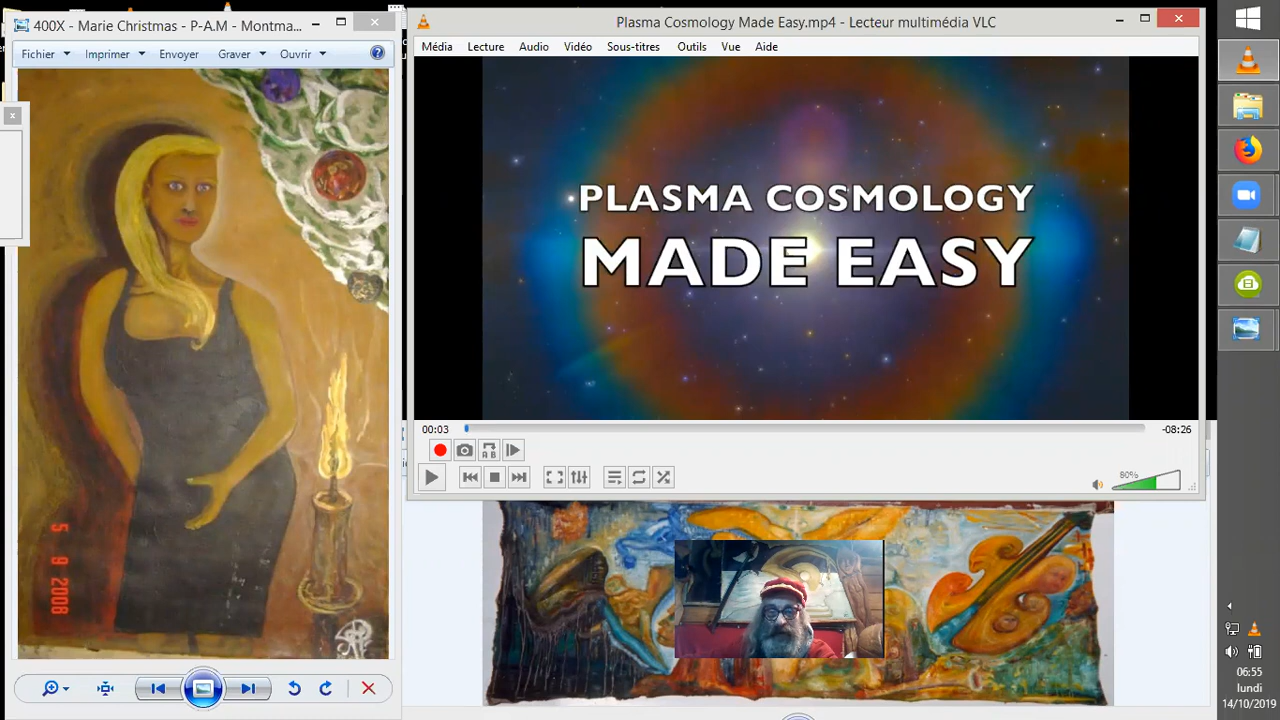 400X - Marie Christmas - P-A.M - Montma...
Fichier Imprimer Envoyer Graver Ouvrir
5 9 2008
Plasma Cosmology Made Easy.mp4 - Lecteur multimédia VLC
Média Lecture Audio Vidéo Sous-titres Outils Vue Aide
PLASMA COSMOLOGY
MADE EASY
00:03 -08:26
80%
06:55
lundi
14/10/2019